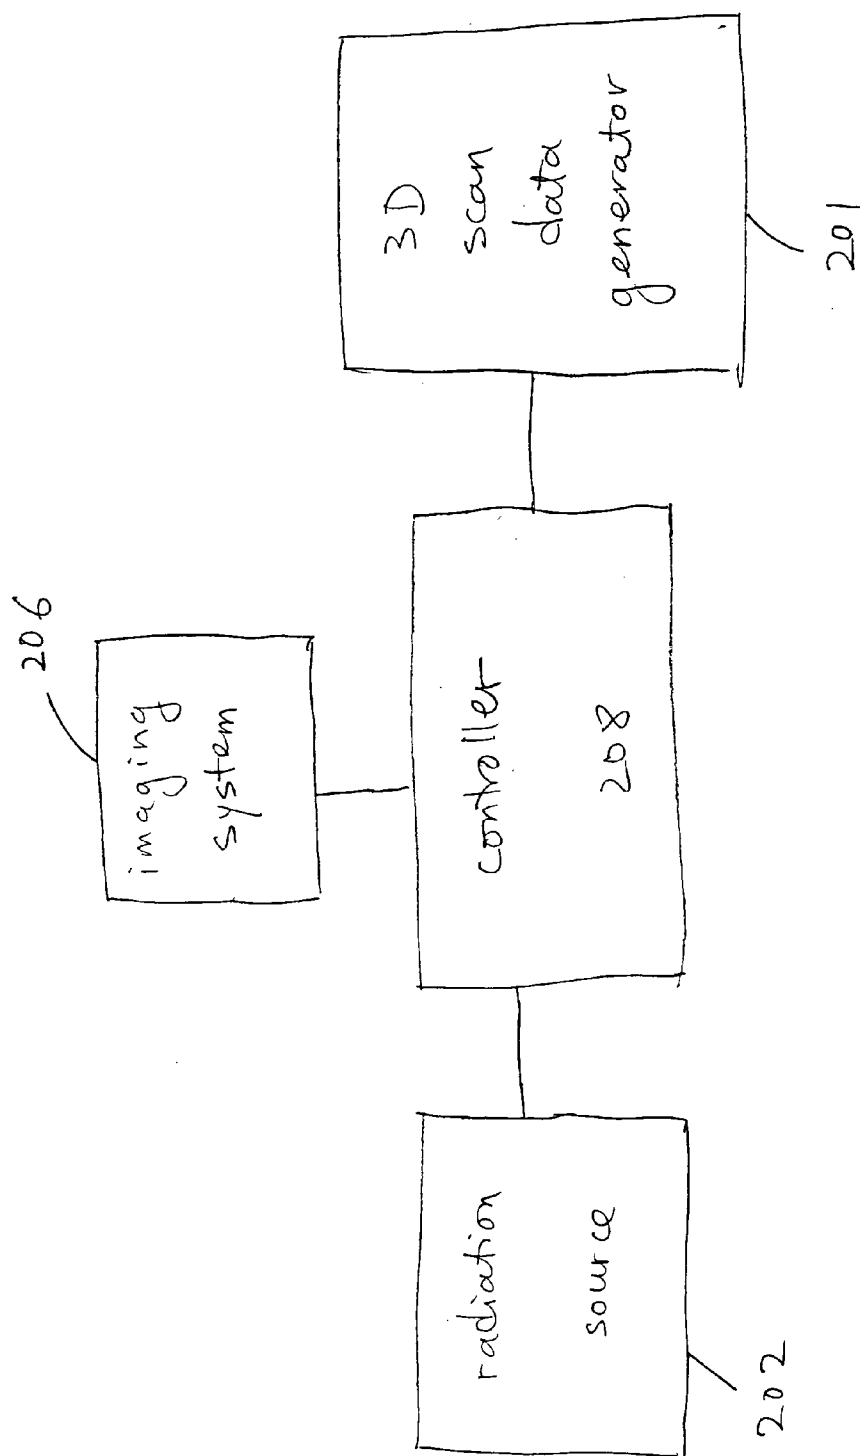 206
imaging
system
radiation
source
202
controller
208
3D
scan
data
generator
201